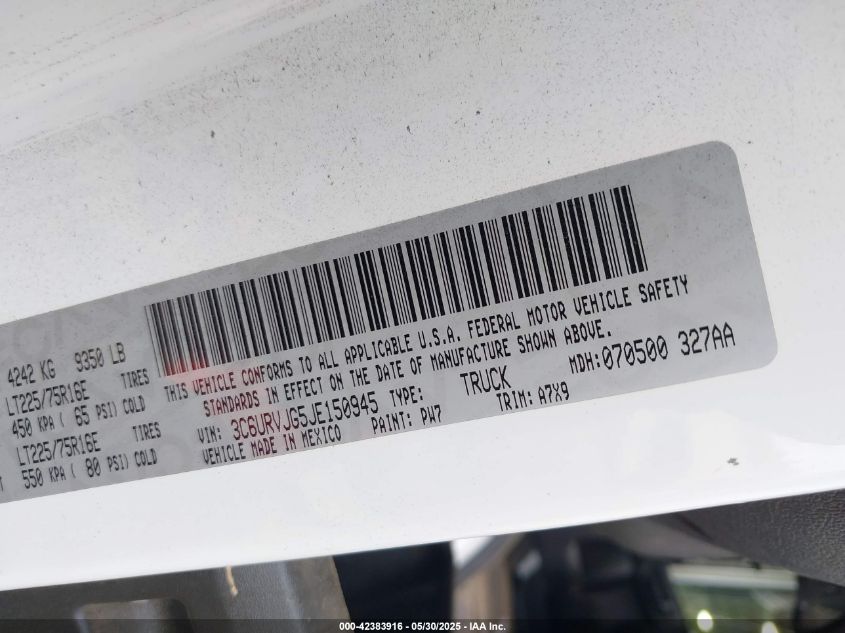 4242 KG 9350 LB
LT225/75R16E TIRES
450 KPA ( 65 PSI) COLD
LT225/75R16E TIRES
550 KPA ( 80 PSI) COLD
THIS VEHICLE CONFORMS TO ALL APPLICABLE U.S.A. FEDERAL MOTOR VEHICLE SAFETY
STANDARDS IN EFFECT ON THE DATE OF MANUFACTURE SHOWN ABOVE.
VIN: 3C6URVJG5JE150945 TYPE: TRUCK MDH:070500 327AA
VEHICLE MADE IN MEXICO PAINT: PW7 TRIM: A7X9
000-42383916 - 05/30/2025 - IAA Inc.